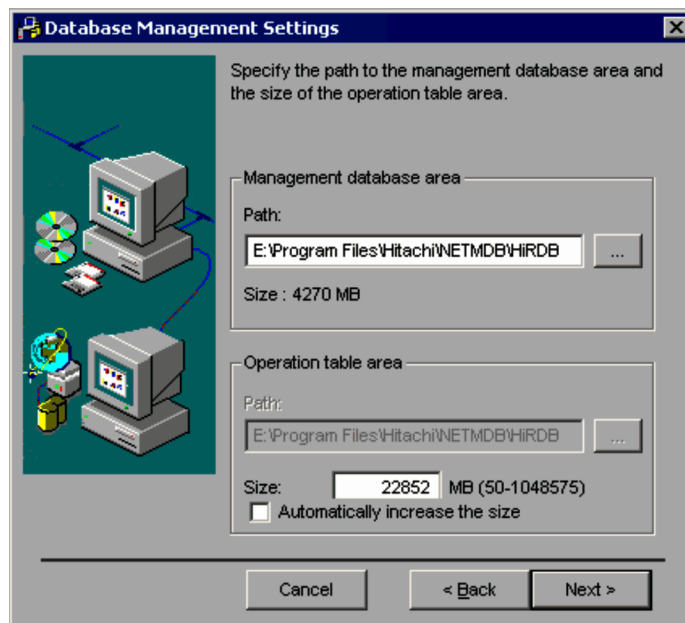 Database Management Settings
Specify the path to the management database area and
the size of the operation table area.
Management database area
Path:
E:\Program Files\Hitachi\NETMDB\HiRDB
...
Size : 4270 MB
Operation table area
Path:
E:\Program Files\Hitachi\NETMDB\HiRDB
...
Size: 22852 MB (50-1048575)
Automatically increase the size
Cancel < Back Next >